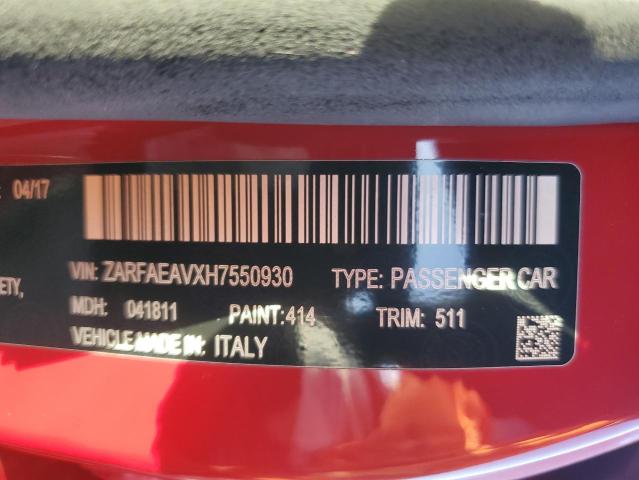 04/17
VIN: ZARFAEAVXH7550930 TYPE: PASSENGER CAR
ETY,
MDH: 041811 PAINT: 414 TRIM: 511
VEHICLE MADE IN: ITALY